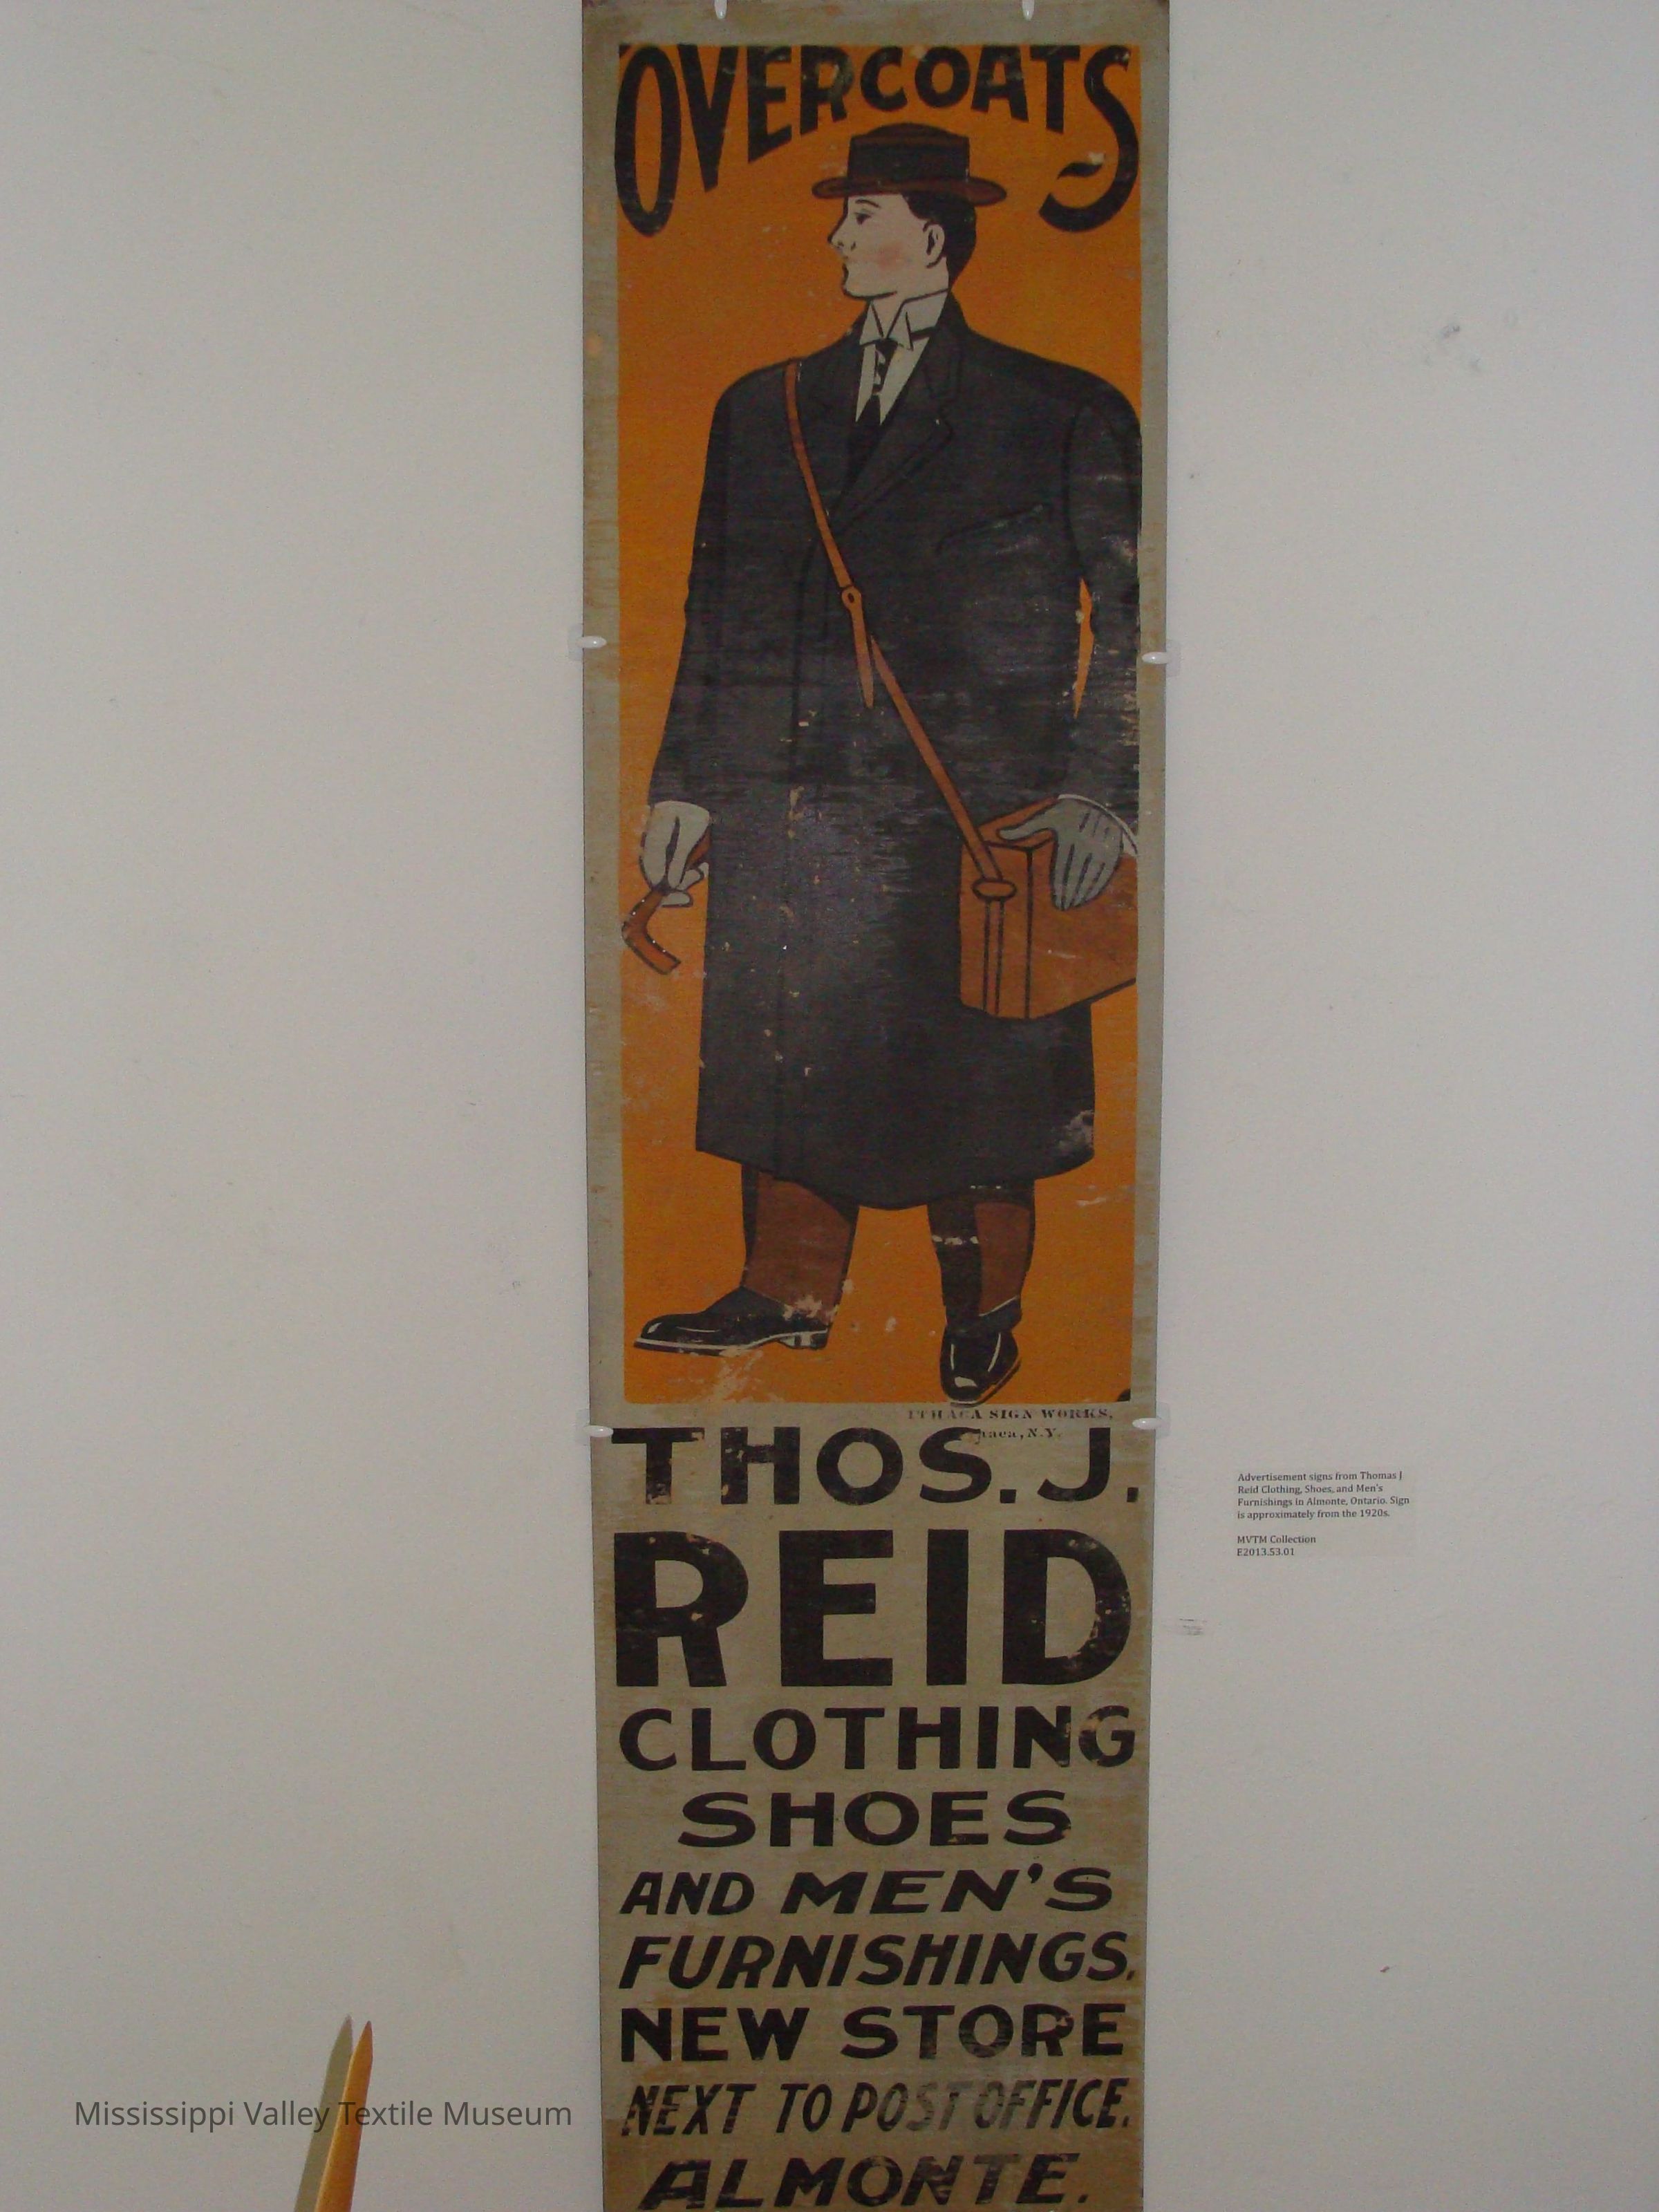 OVERCOATS
ITHACA SIGN WORKS,
N.Y.
THOS. J.
REID
CLOTHING
SHOES
AND MEN'S
FURNISHINGS.
NEW STORE
NEXT TO POST OFFICE.
ALMONTE.
Advertisement signs from Thomas J
Reid Clothing, Shoes, and Men's
Furnishings in Almonte, Ontario. Sign
is approximately from the 1920s.
MVTM Collection
E2013.53.01
Mississippi Valley Textile Museum